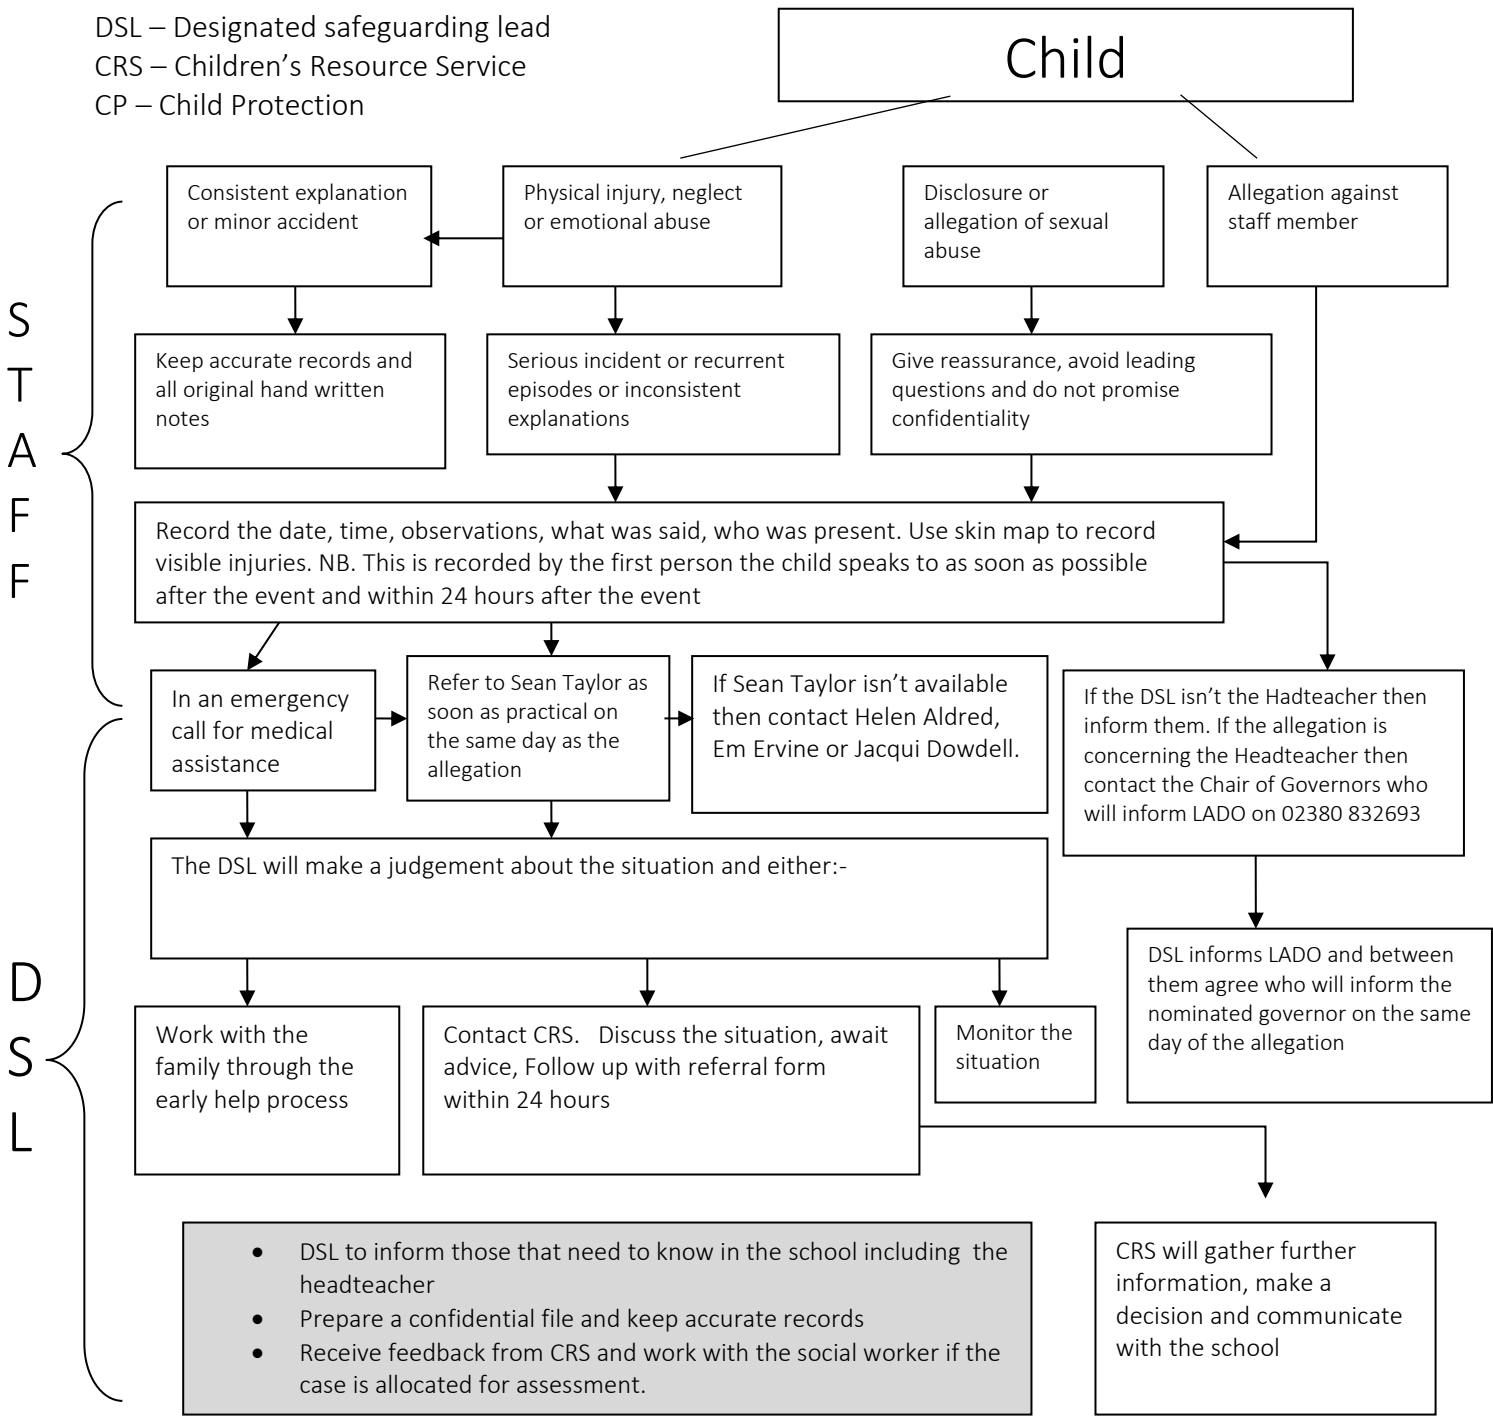 DSL – Designated safeguarding lead
CRS – Children’s Resource Service
CP – Child Protection
Child
Consistent explanation
or minor accident
Physical injury, neglect
or emotional abuse
Disclosure or
allegation of sexual
abuse
Allegation against
staff member
S
T
A
F
F
Keep accurate records and
all original hand written
notes
Serious incident or recurrent
episodes or inconsistent
explanations
Give reassurance, avoid leading
questions and do not promise
confidentiality
Record the date, time, observations, what was said, who was present. Use skin map to record
visible injuries. NB. This is recorded by the first person the child speaks to as soon as possible
after the event and within 24 hours after the event
In an emergency
call for medical
assistance
Refer to Sean Taylor as
soon as practical on
the same day as the
allegation
If Sean Taylor isn’t available
then contact Helen Aldred,
Em Ervine or Jacqui Dowdell.
If the DSL isn’t the Hadteacher then
inform them. If the allegation is
concerning the Headteacher then
contact the Chair of Governors who
will inform LADO on 02380 832693
The DSL will make a judgement about the situation and either:-
DSL informs LADO and between
them agree who will inform the
nominated governor on the same
day of the allegation
D
S
L
Work with the
family through the
early help process
Contact CRS.   Discuss the situation, await
advice, Follow up with referral form
within 24 hours
Monitor the
situation
• DSL to inform those that need to know in the school including  the
headteacher
• Prepare a confidential file and keep accurate records
• Receive feedback from CRS and work with the social worker if the
case is allocated for assessment.
CRS will gather further
information, make a
decision and communicate
with the school